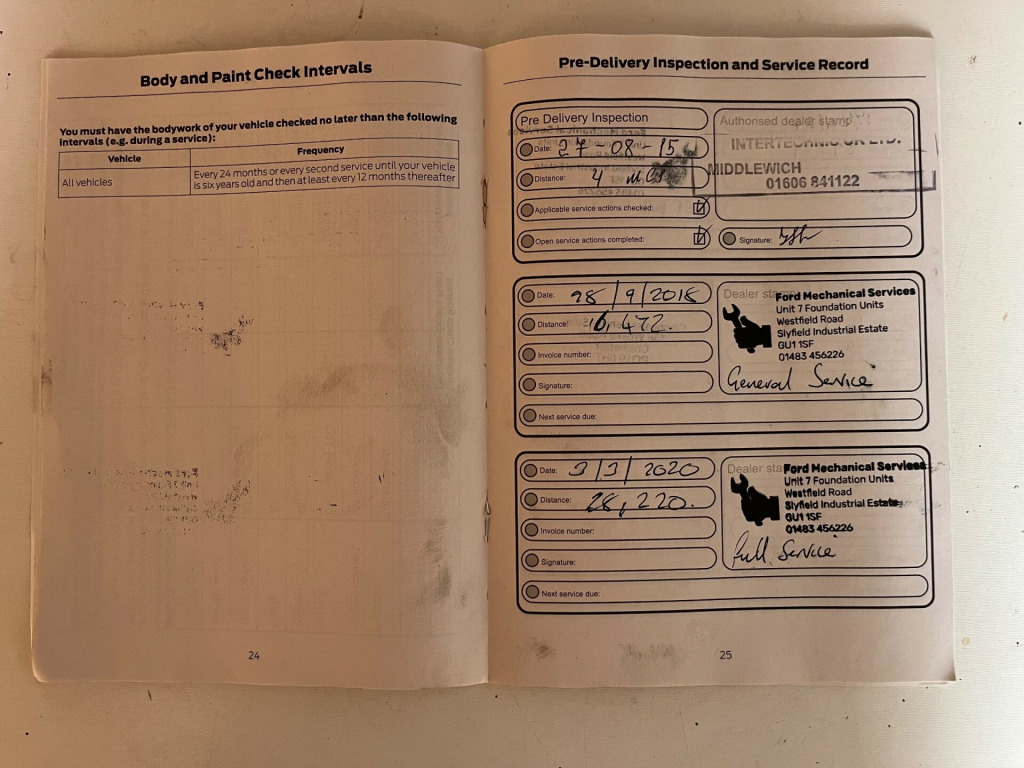 Body and Paint Check Intervals
You must have the bodywork of your vehicle checked no later than the following
intervals (e.g. during a service):
Vehicle Frequency
All vehicles Every 24 months or every second service until your vehicle
is six years old and then at least every 12 months thereafter
24
Pre-Delivery Inspection and Service Record
Pre Delivery Inspection
Date: 27-08-15
Distance: 4
Applicable service actions checked:
Open service actions completed:
Authorised dealer stamp
INTERTECHNIC UK LTD.
MIDDLEWICH
01606 841122
Signature:
Date: 28/9/2018
Distance: 16,472.
Invoice number:
Signature:
Next service due:
Dealer stamp
Ford Mechanical Services
Unit 7 Foundation Units
Westfield Road
Slyfield Industrial Estate
GU1 1SF
01483 456226
General Service
Date: 3/3/2020
Distance: 28,220.
Invoice number:
Signature:
Next service due:
Dealer sta
Ford Mechanical Services
Unit 7 Foundation Units
Westfield Road
Slyfield Industrial Estate
GU1 1SF
01483 456226
Full Service
25